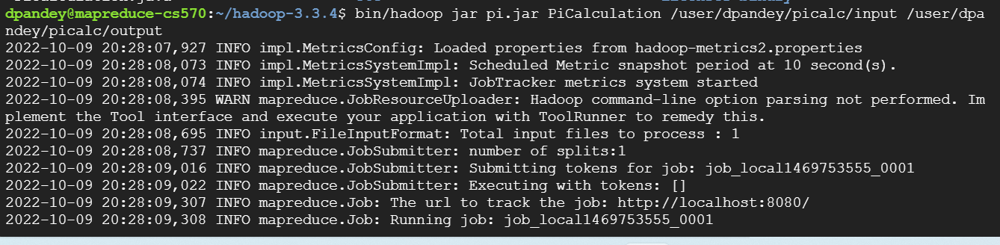 dpandey@mapreduce-cs570:~/hadoop-3.3.4$ bin/hadoop jar pi.jar PiCalculation /user/dpandey/picalc/input /user/dpa
ndey/picalc/output
2022-10-09 20:28:07,927 INFO impl.MetricsConfig: Loaded properties from hadoop-metrics2.properties
2022-10-09 20:28:08,073 INFO impl.MetricsSystemImpl: Scheduled Metric snapshot period at 10 second(s).
2022-10-09 20:28:08,074 INFO impl.MetricsSystemImpl: JobTracker metrics system started
2022-10-09 20:28:08,395 WARN mapreduce.JobResourceUploader: Hadoop command-line option parsing not performed. Im
plement the Tool interface and execute your application with ToolRunner to remedy this.
2022-10-09 20:28:08,695 INFO input.FileInputFormat: Total input files to process : 1
2022-10-09 20:28:08,737 INFO mapreduce.JobSubmitter: number of splits:1
2022-10-09 20:28:09,016 INFO mapreduce.JobSubmitter: Submitting tokens for job: job_local1469753555_0001
2022-10-09 20:28:09,022 INFO mapreduce.JobSubmitter: Executing with tokens: []
2022-10-09 20:28:09,307 INFO mapreduce.Job: The url to track the job: http://localhost:8080/
2022-10-09 20:28:09,308 INFO mapreduce.Job: Running job: job_local1469753555_0001